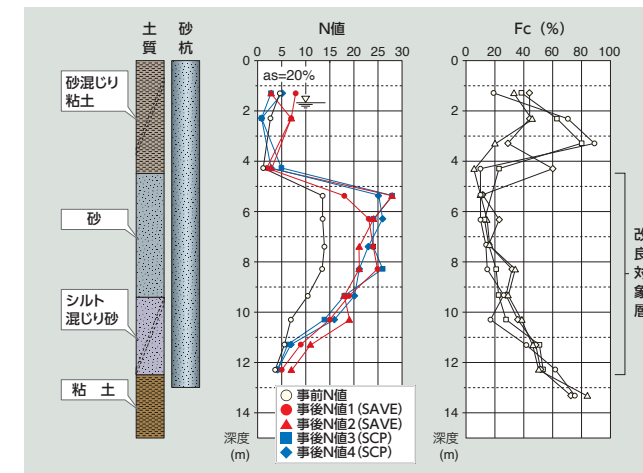 土質
砂杭
砂混じり
粘土
砂
シルト
混じり砂
粘 土
N値
0 5 10 15 20 25 30
as=20%
0
2
4
6
8
10
12
14
深度
(m)
事前N値
事後N値1(SAVE)
事後N値2(SAVE)
事後N値3(SCP)
事後N値4(SCP)
Fc (%)
0 20 40 60 80 100
0
2
4
6
8
10
12
14
深度
(m)
改良対象層